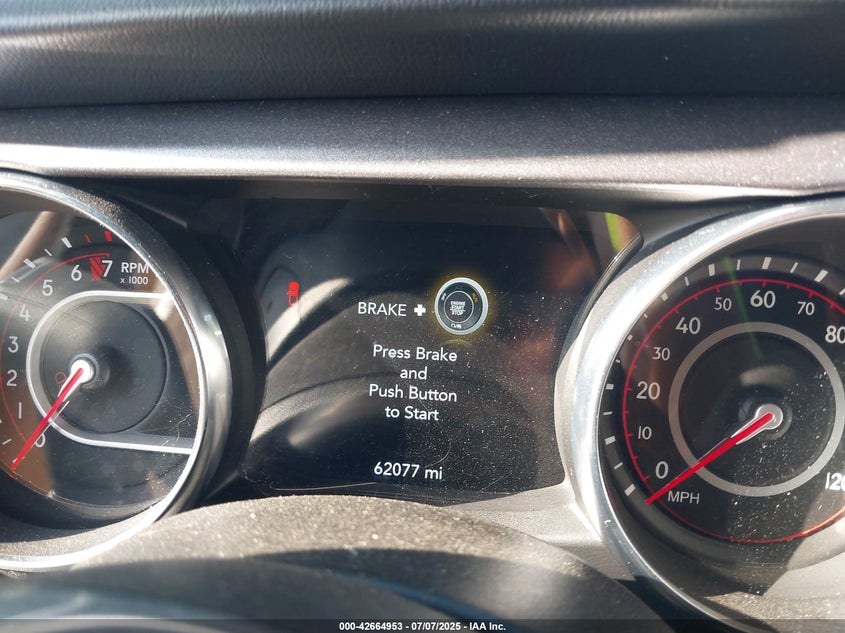 7
6
5
4
3
2
1
0
RPM
x 1000
BRAKE +
ENGINE
START
STOP
RUN
Press Brake
and
Push Button
to Start
62077 mi
0
10
20
30
40
50
60
70
80
120
MPH
000-42664953 - 07/07/2025 - IAA Inc.